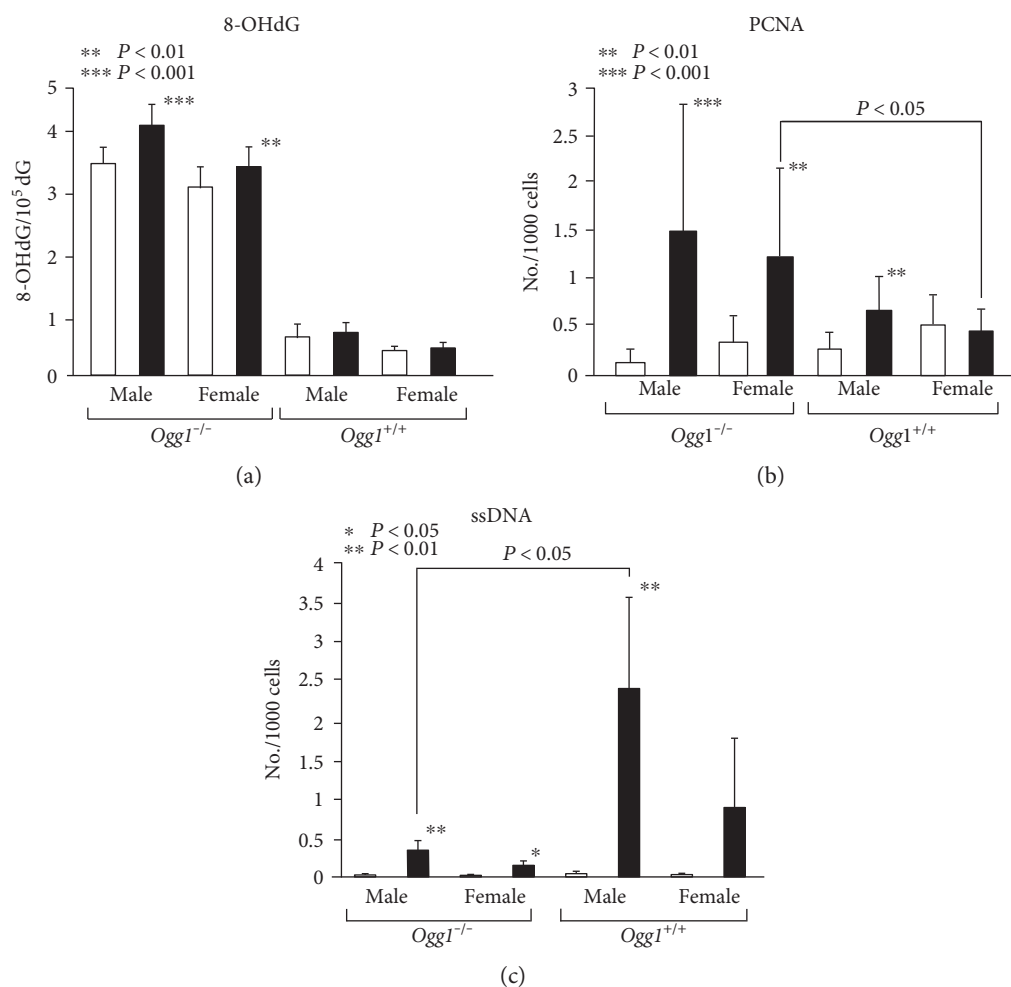 8-OHdG
** P < 0.01
*** P < 0.001
5
4
3
1
0
8-OHdG/10⁵ dG
***
**
Male Female Male Female
Ogg1⁻/⁻ Ogg1⁺/⁺
(a)
PCNA
** P < 0.01
*** P < 0.001
3
2.5
2
1.5
1
0.5
0
No./1000 cells
***
**
**
P < 0.05
Male Female Male Female
Ogg1⁻/⁻ Ogg1⁺/⁺
(b)
ssDNA
* P < 0.05
** P < 0.01
4
3.5
3
2.5
2
1.5
1
0.5
0
No./1000 cells
P < 0.05
**
**
*
Male Female Male Female
Ogg1⁻/⁻ Ogg1⁺/⁺
(c)